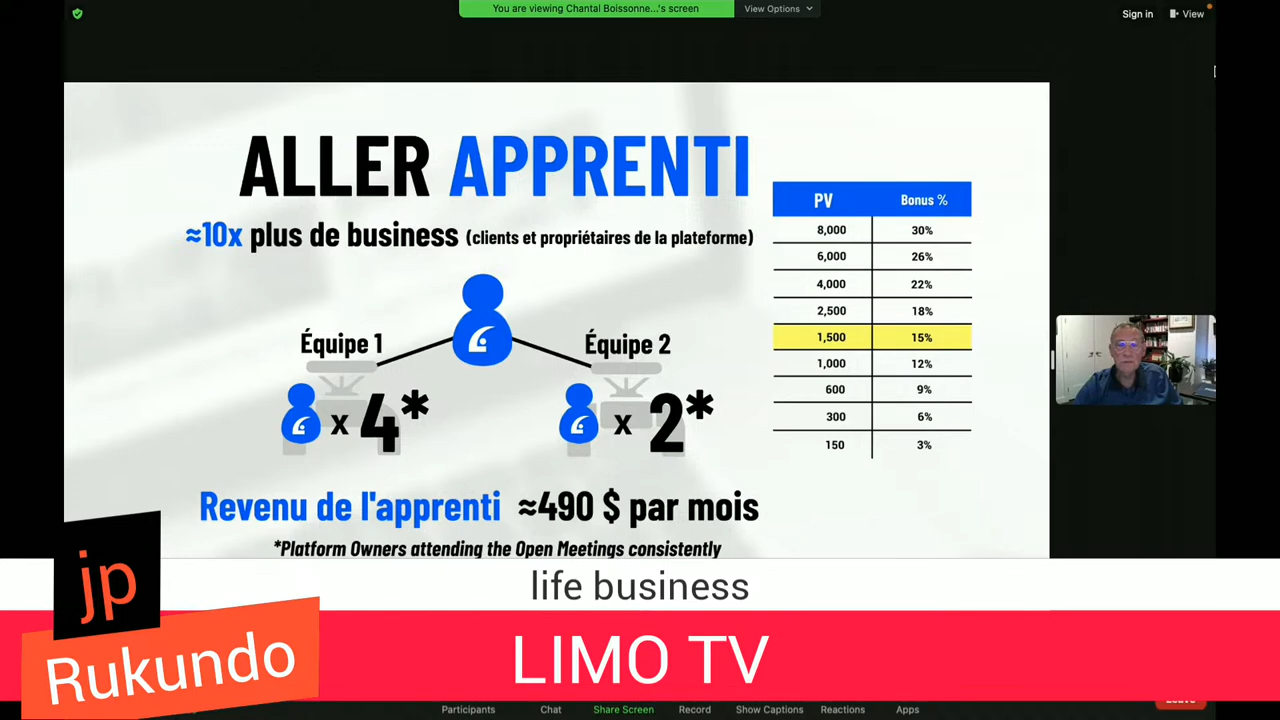 You are viewing Chantal Boissonne...'s screen
View Options
Sign in
View
ALLER APPRENTI
≈10x plus de business (clients et propriétaires de la plateforme)
Équipe 1
Équipe 2
x 4*
x 2*
Revenu de l'apprenti ≈490 $ par mois
*Platform Owners attending the Open Meetings consistently
PV Bonus %
8,000 30%
6,000 26%
4,000 22%
2,500 18%
1,500 15%
1,000 12%
600 9%
300 6%
150 3%
life business
LIMO TV
jp
Rukundo
Participants
Chat
Share Screen
Record
Show Captions
Reactions
Apps
Leave